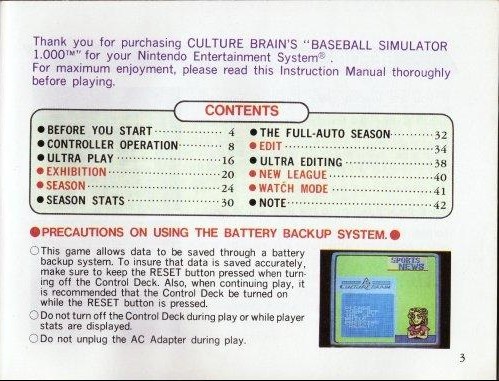 Thank you for purchasing CULTURE BRAIN'S "BASEBALL SIMULATOR
1.000™" for your Nintendo Entertainment System®.
For maximum enjoyment, please read this Instruction Manual thoroughly
before playing.
CONTENTS
●BEFORE YOU START············ 4
●CONTROLLER OPERATION········ 8
●ULTRA PLAY··················16
●EXHIBITION··················20
●SEASON······················24
●SEASON STATS················30
●THE FULL-AUTO SEASON········32
●EDIT························34
●ULTRA EDITING···············38
●NEW LEAGUE··················40
●WATCH MODE··················41
●NOTE························42
●PRECAUTIONS ON USING THE BATTERY BACKUP SYSTEM.●
○This game allows data to be saved through a battery
backup system. To insure that data is saved accurately,
make sure to keep the RESET button pressed when turn-
ing off the Control Deck. Also, when continuing play, it
is recommended that the Control Deck be turned on
while the RESET button is pressed.
○Do not turn off the Control Deck during play or while player
stats are displayed.
○Do not unplug the AC Adapter during play.
SPORTS
NEWS
CULTURE BRAIN
3